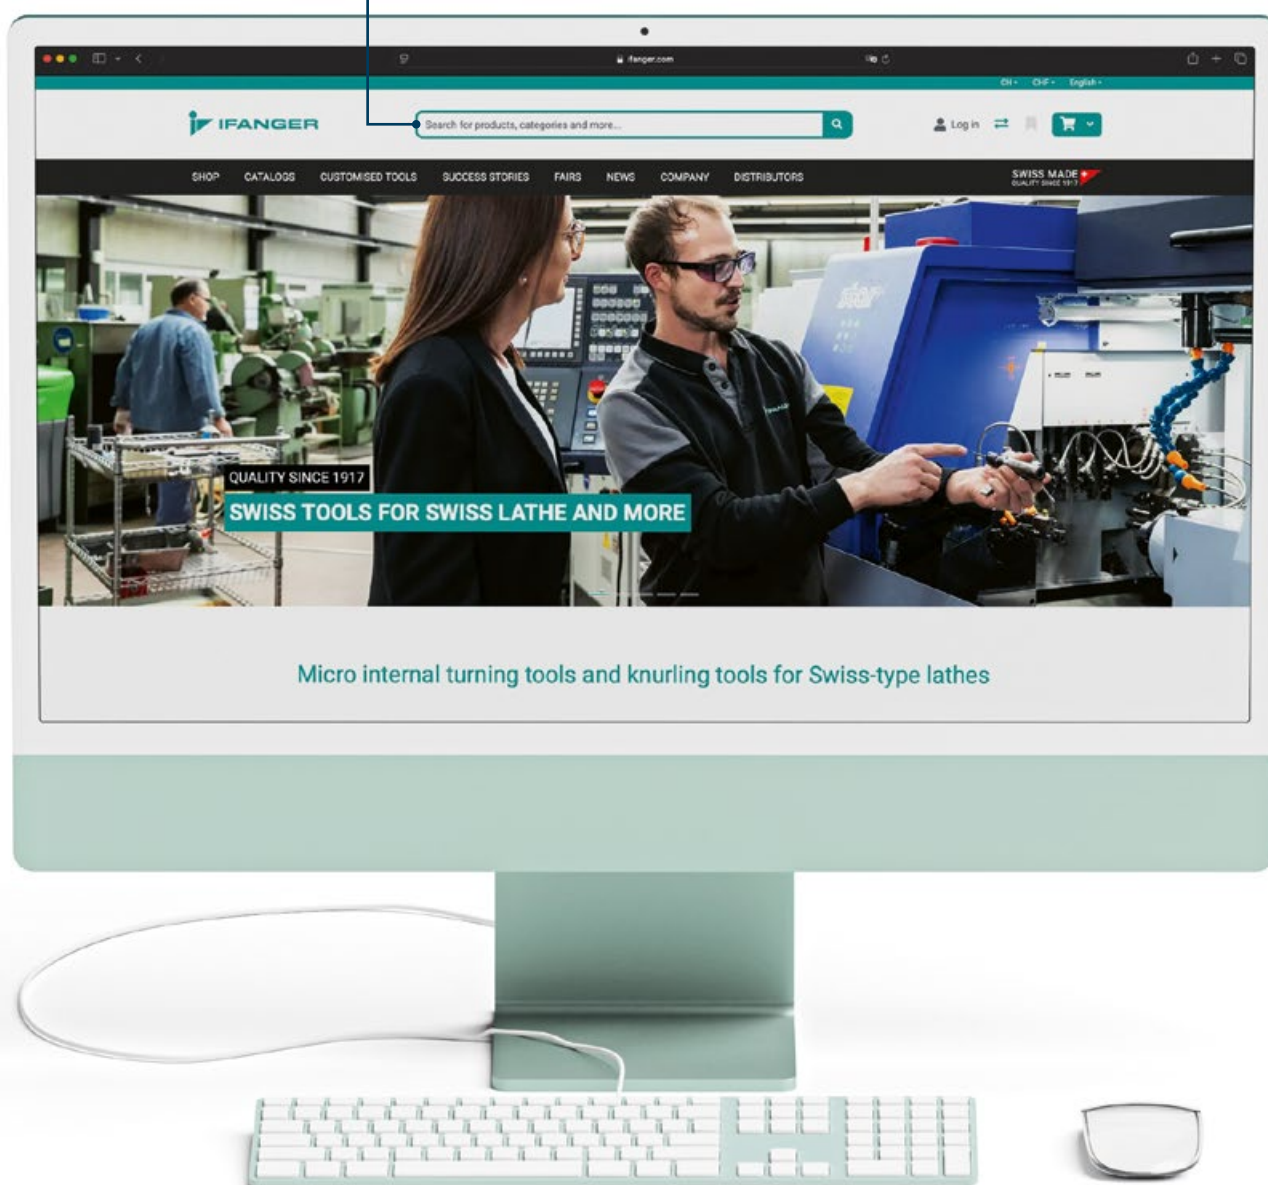 ifanger.com
CH CHF English
IFANGER
Search for products, categories and more...
Log in
SHOP CATALOGS CUSTOMISED TOOLS SUCCESS STORIES FAIRS NEWS COMPANY DISTRIBUTORS
SWISS MADE
QUALITY SINCE 1917
star
QUALITY SINCE 1917
SWISS TOOLS FOR SWISS LATHE AND MORE
Micro internal turning tools and knurling tools for Swiss-type lathes